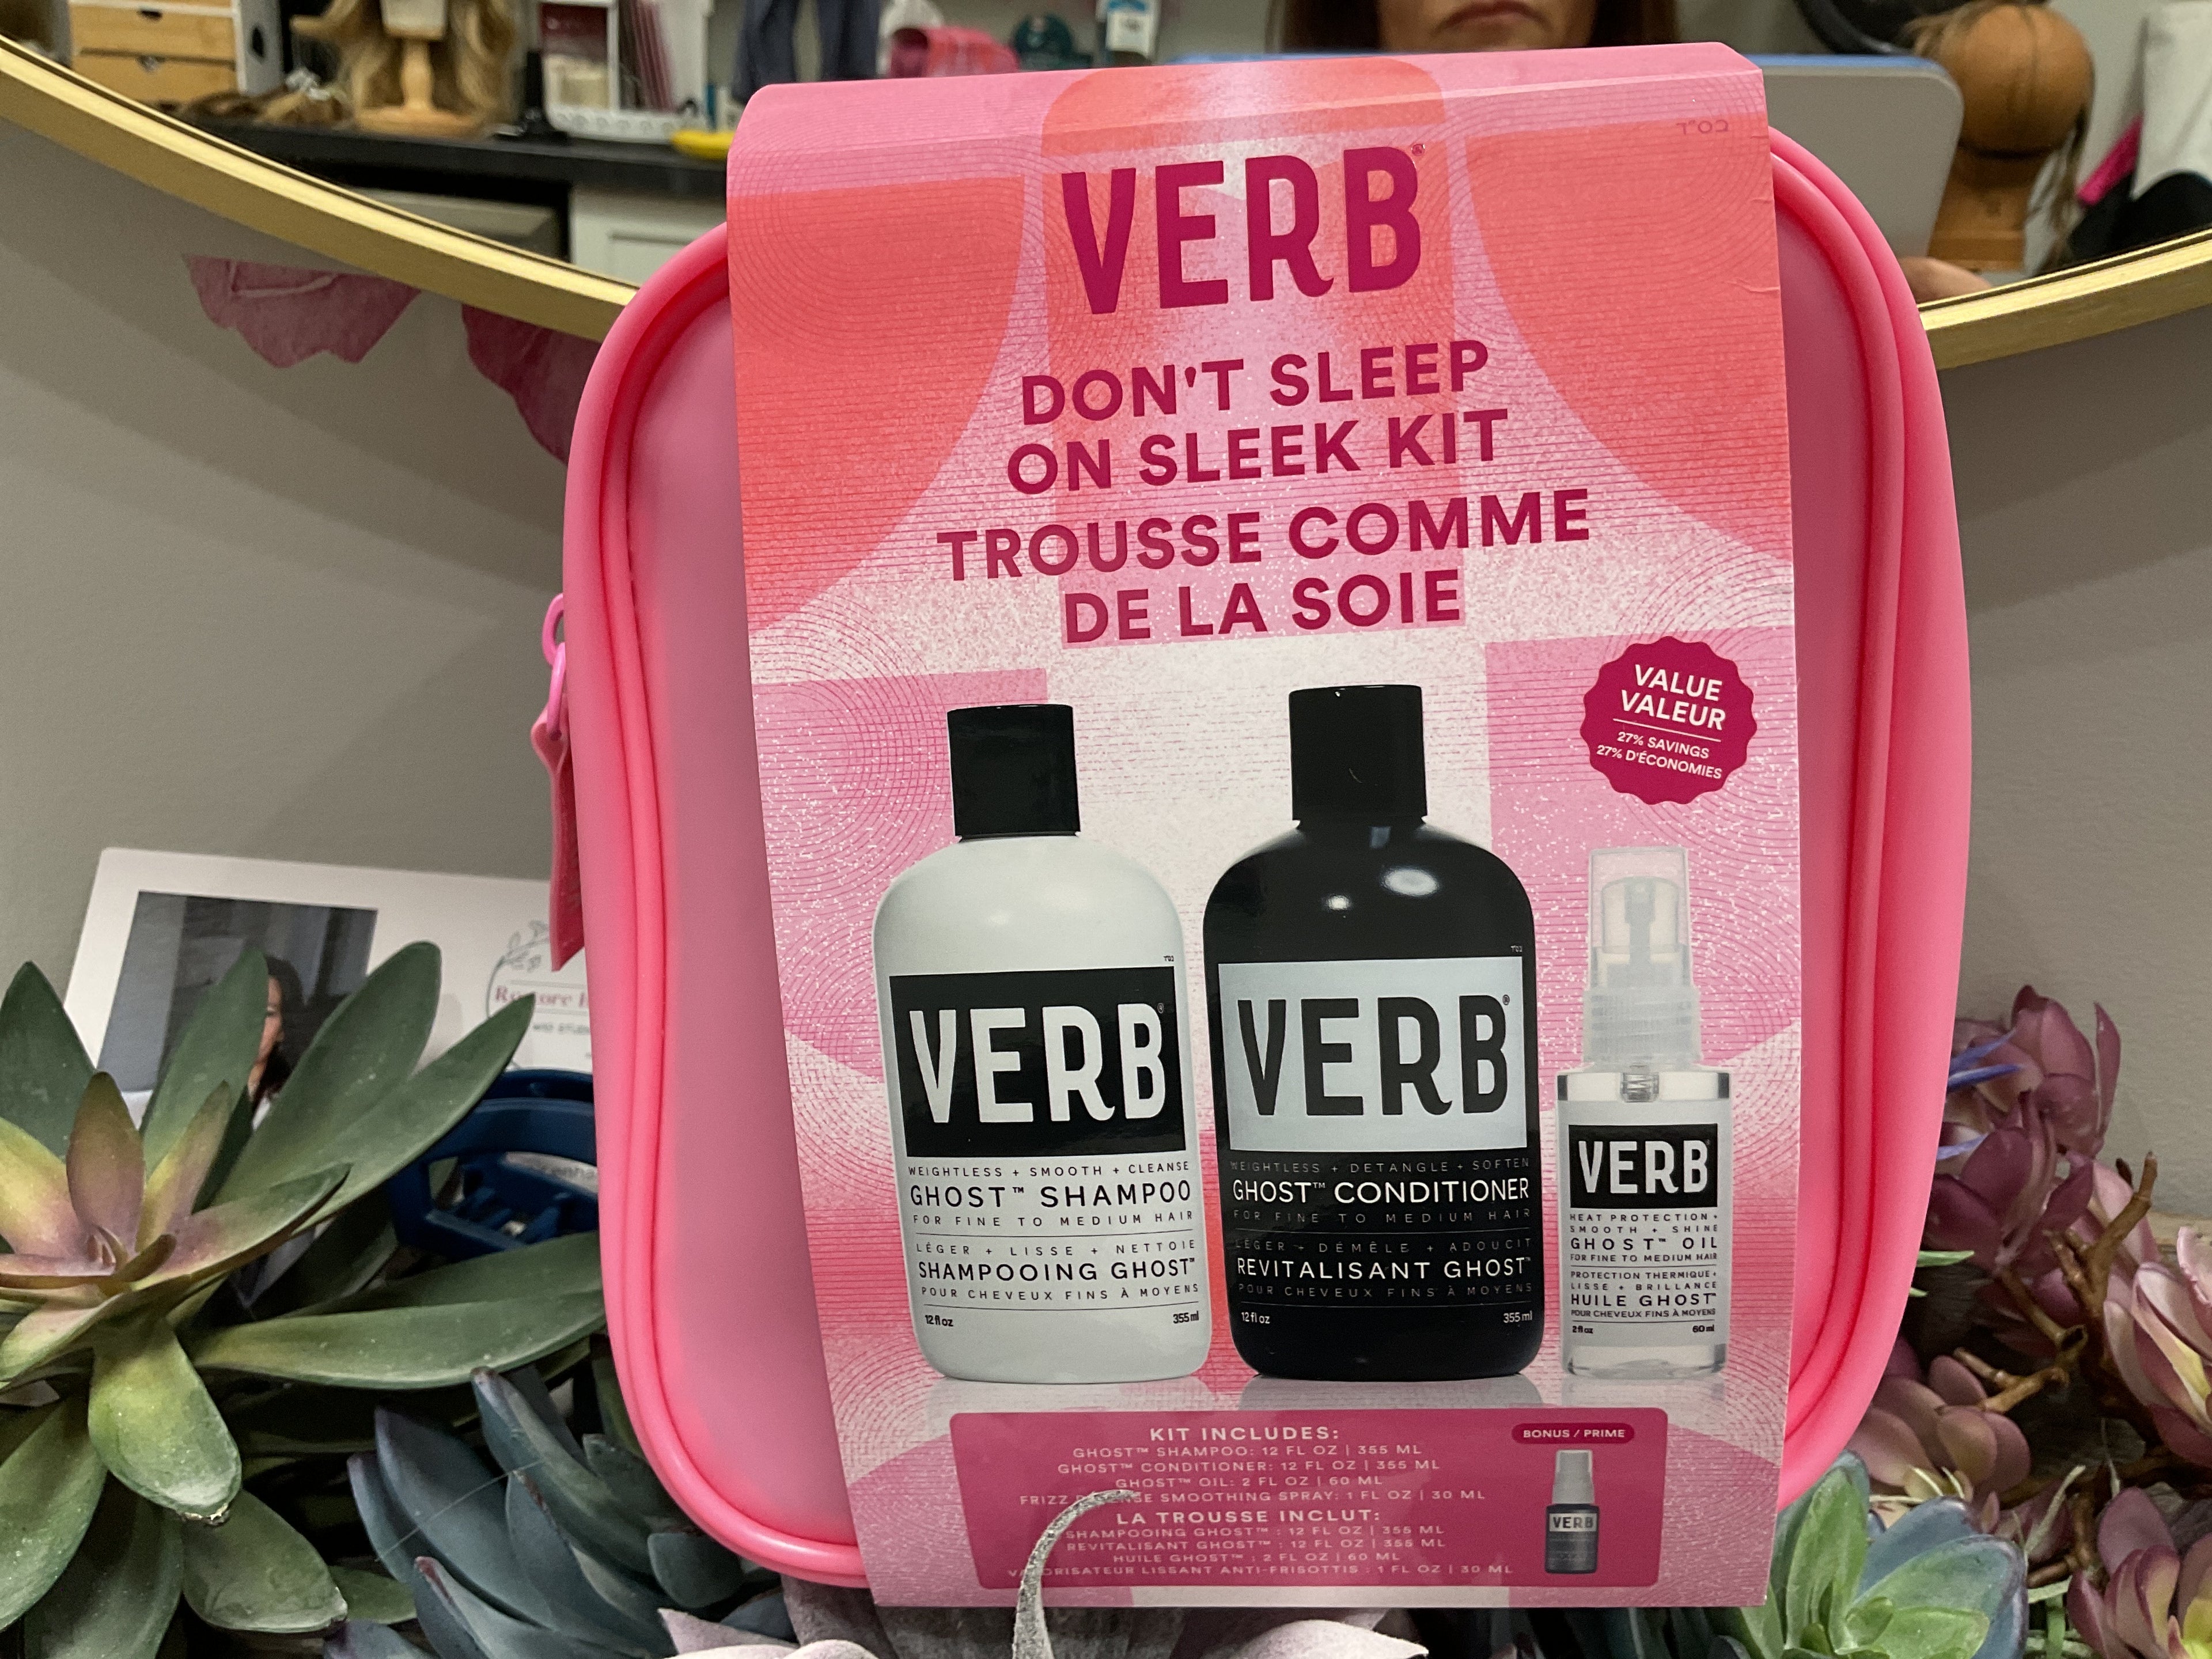 VERB®
DON'T SLEEP
ON SLEEK KIT
TROUSSE COMME
DE LA SOIE
VALUE
VALEUR
27% SAVINGS
27% D'ÉCONOMIES
VERB®
WEIGHTLESS + SMOOTH + CLEANSE
GHOST™ SHAMPOO
FOR FINE TO MEDIUM HAIR
LÉGER + LISSE + NETTOIE
SHAMPOOING GHOST™
POUR CHEVEUX FINS À MOYENS
12 fl oz 355 ml
VERB®
WEIGHTLESS + DETANGLE + SOFTEN
GHOST™ CONDITIONER
FOR FINE TO MEDIUM HAIR
LÉGER + DÉMÊLE + ADOUCIT
REVITALISANT GHOST™
POUR CHEVEUX FINS À MOYENS
12 fl oz 355 ml
VERB®
HEAT PROTECTION +
SMOOTH + SHINE
GHOST™ OIL
FOR FINE TO MEDIUM HAIR
PROTECTION THERMIQUE +
LISSE + BRILLANCE
HUILE GHOST™
POUR CHEVEUX FINS À MOYENS
2 fl oz 60 ml
KIT INCLUDES:
GHOST™ SHAMPOO: 12 FL OZ | 355 ML
GHOST™ CONDITIONER: 12 FL OZ | 355 ML
GHOST™ OIL: 2 FL OZ | 60 ML
FRIZZ SMOOTHING SPRAY: 1 FL OZ | 30 ML
LA TROUSSE INCLUT:
SHAMPOOING GHOST™ : 12 FL OZ | 355 ML
REVITALISANT GHOST™ : 12 FL OZ | 355 ML
HUILE GHOST™ : 2 FL OZ | 60 ML
VAPORISATEUR LISSANT ANTI-FRISOTTIS : 1 FL OZ | 30 ML
BONUS / PRIME
VERB
Restore